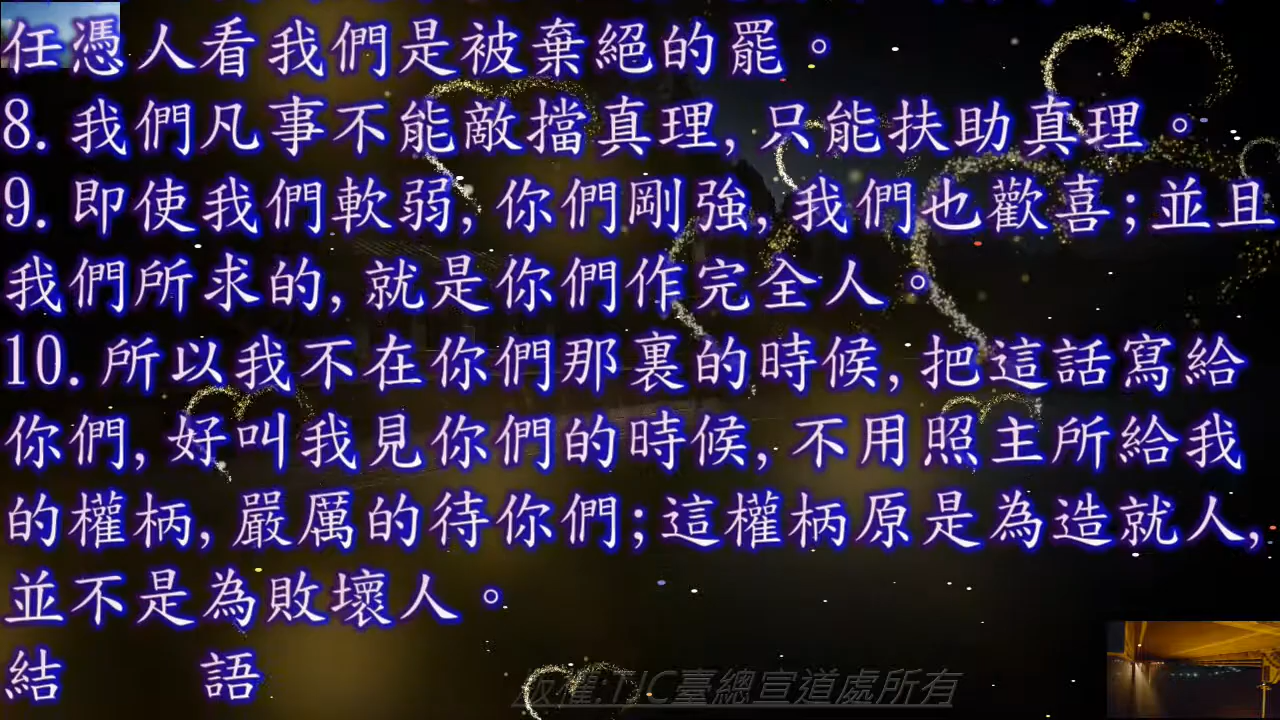 任憑人看我們是被棄絕的罷。
8.我們凡事不能敵擋真理,只能扶助真理。
9.即使我們軟弱,你們剛強,我們也歡喜;並且
我們所求的,就是你們作完全人。
10.所以我不在你們那裏的時候,把這話寫給
你們,好叫我見你們的時候,不用照主所給我
的權柄,嚴厲的待你們;這權柄原是為造就人,
並不是為敗壞人。
結 語
版權:TJC臺總宣道處所有